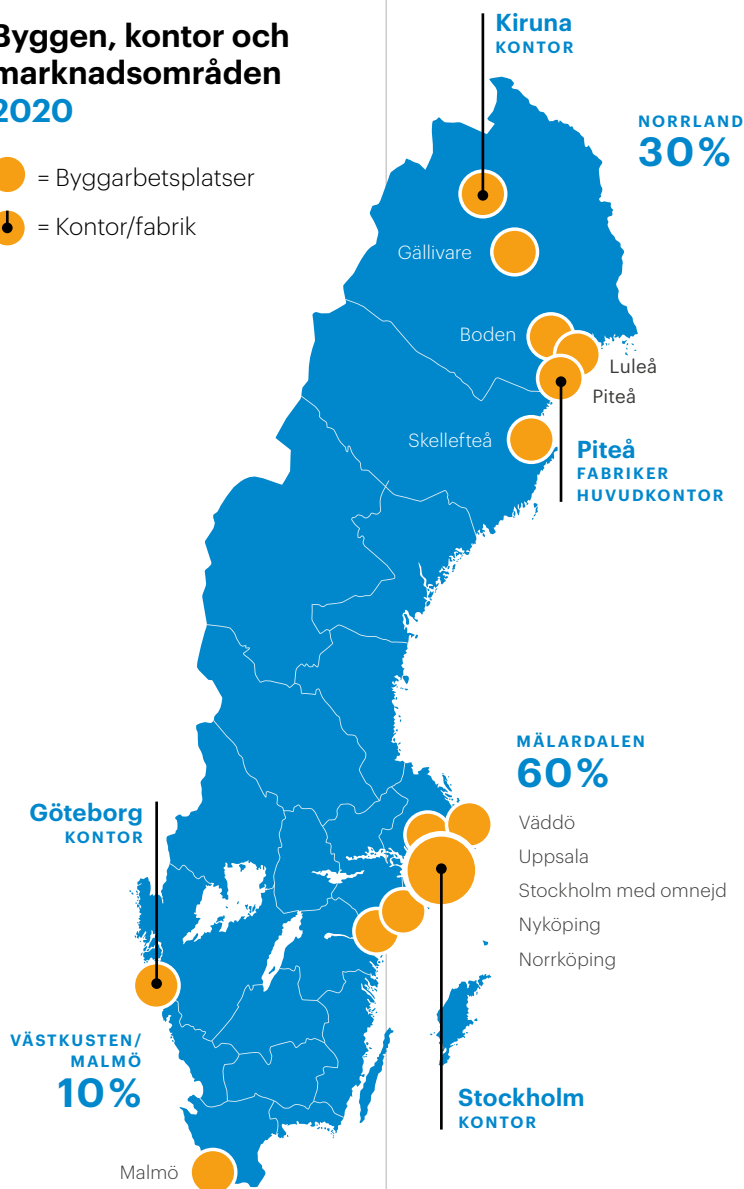 Byggen, kontor och
marknadsområden
2020
= Byggarbetsplatser
= Kontor/fabrik
Kiruna
KONTOR
NORRLAND
30%
Gällivare
Boden
Luleå
Piteå
Skellefteå
Piteå
FABRIKER
HUVUDKONTOR
MÄLARDALEN
60%
Väddö
Uppsala
Stockholm med omnejd
Nyköping
Norrköping
Göteborg
KONTOR
VÄSTKUSTEN/
MALMÖ
10%
Stockholm
KONTOR
Malmö